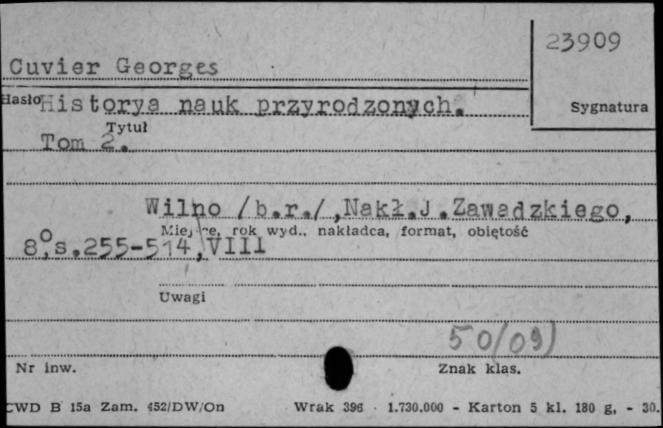 23909
Cuvier Georges
Hasło Historya nauk przyrodzonych.
Sygnatura
Tytuł
Tom 2.
Wilno /b.r./, Nakł.J.Zawadzkiego,
Miejsce, rok wyd., nakładca, format, objętość
8°, s.255-514, VIII
Uwagi
50(09)
Nr inw.
Znak klas.
CWD B 15a Zam. 452/DW/On Wrak 396 1.730.000 - Karton 5 kl. 180 g, - 30.